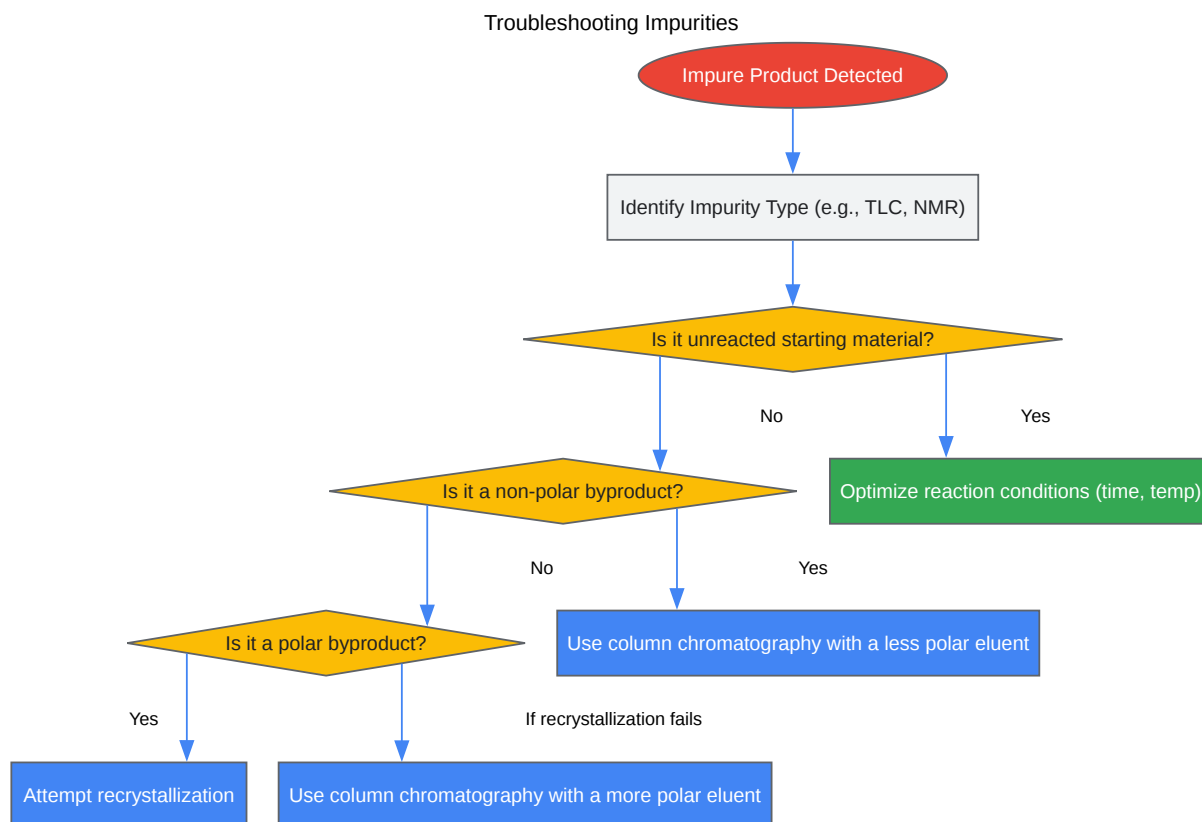 Troubleshooting Impurities
Impure Product Detected
Identify Impurity Type (e.g., TLC, NMR)
Is it unreacted starting material?
No
Yes
Is it a non-polar byproduct?
Optimize reaction conditions (time, temp)
No
Yes
Is it a polar byproduct?
Use column chromatography with a less polar eluent
Yes
If recrystallization fails
Attempt recrystallization
Use column chromatography with a more polar eluent